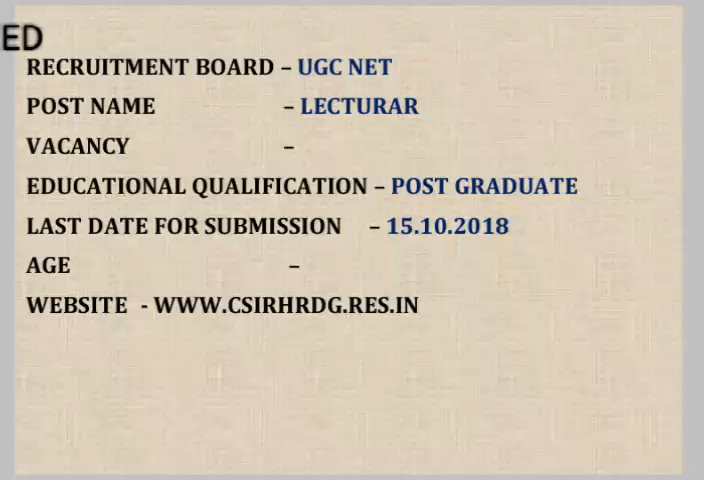 ED
RECRUITMENT BOARD – UGC NET
POST NAME – LECTURAR
VACANCY –
EDUCATIONAL QUALIFICATION – POST GRADUATE
LAST DATE FOR SUBMISSION – 15.10.2018
AGE –
WEBSITE - WWW.CSIRHRDG.RES.IN